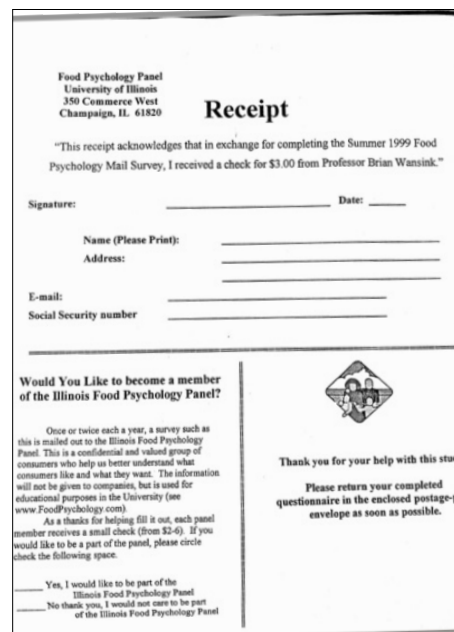 Food Psychology Panel
University of Illinois
350 Commerce West
Champaign, IL 61820
Receipt
"This receipt acknowledges that in exchange for completing the Summer 1999 Food
Psychology Mail Survey, I received a check for $3.00 from Professor Brian Wansink."
Signature: Date:
Name (Please Print):
Address:
E-mail:
Social Security number
Would You Like to become a member
of the Illinois Food Psychology Panel?
Once or twice each a year, a survey such as
this is mailed out to the Illinois Food Psychology
Panel. This is a confidential and valued group of
consumers who help us better understand what
consumers like and what they want. The information
will not be given to companies, but is used for
educational purposes in the University (see
www.FoodPsychology.com).
As a thanks for helping fill it out, each panel
member receives a small check (from $2-6). If you
would like to be a part of the panel, please circle
check the following space.
Yes, I would like to be part of the
Illinois Food Psychology Panel
No thank you, I would not care to be part
of the Illinois Food Psychology Panel
Thank you for your help with this stu
Please return your completed
questionnaire in the enclosed postage-p
envelope as soon as possible.